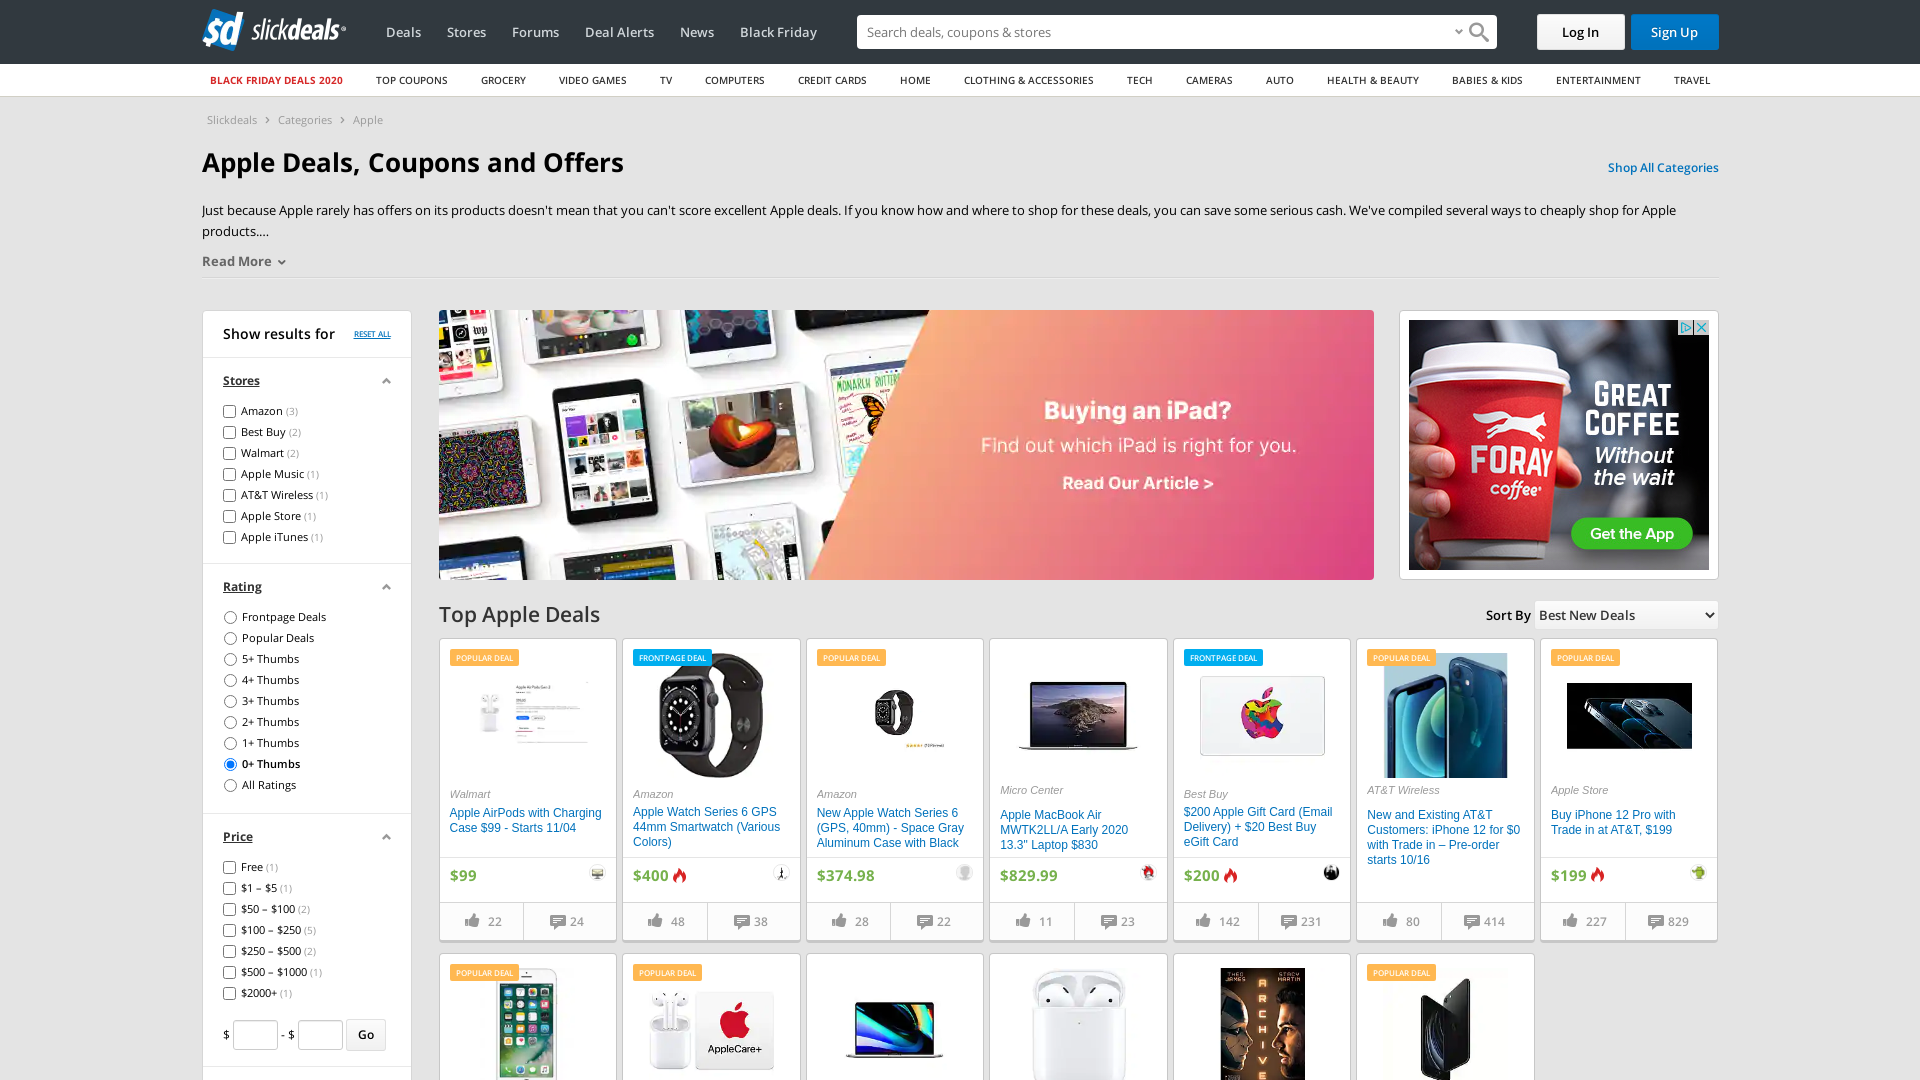 slickdeals
Deals
Stores
Forums
Deal Alerts
News
Black Friday
Search deals, coupons & stores
Log In
Sign Up
BLACK FRIDAY DEALS 2020
TOP COUPONS
GROCERY
VIDEO GAMES
TV
COMPUTERS
CREDIT CARDS
HOME
CLOTHING & ACCESSORIES
TECH
CAMERAS
AUTO
HEALTH & BEAUTY
BABIES & KIDS
ENTERTAINMENT
TRAVEL
Slickdeals
Categories
Apple
Apple Deals, Coupons and Offers
Shop All Categories
Just because Apple rarely has offers on its products doesn't mean that you can't score excellent Apple deals. If you know how and where to shop for these deals, you can save some serious cash. We've compiled several ways to cheaply shop for Apple
products.…
Read More
Show results for
RESET ALL
Stores
Amazon (3)
Best Buy (2)
Walmart (2)
Apple Music (1)
AT&T Wireless (1)
Apple Store (1)
Apple iTunes (1)
Rating
Frontpage Deals
Popular Deals
5+ Thumbs
4+ Thumbs
3+ Thumbs
2+ Thumbs
1+ Thumbs
0+ Thumbs
All Ratings
Price
Free (1)
$1 – $5 (1)
$50 – $100 (2)
$100 – $250 (5)
$250 – $500 (2)
$500 – $1000 (1)
$2000+ (1)
$ - $ Go
MONARCH BUTTER
Buying an iPad?
Find out which iPad is right for you.
Read Our Article >
FORAY
coffee
GREAT
COFFEE
Without
the wait
Get the App
Top Apple Deals
Sort By Best New Deals
POPULAR DEAL
Walmart
Apple AirPods with Charging
Case $99 - Starts 11/04
$99
22
24
FRONTPAGE DEAL
Amazon
Apple Watch Series 6 GPS
44mm Smartwatch (Various
Colors)
$400
48
38
POPULAR DEAL
Amazon
New Apple Watch Series 6
(GPS, 40mm) - Space Gray
Aluminum Case with Black
$374.98
28
22
Micro Center
Apple MacBook Air
MWTK2LL/A Early 2020
13.3" Laptop $830
$829.99
11
23
FRONTPAGE DEAL
Best Buy
$200 Apple Gift Card (Email
Delivery) + $20 Best Buy
eGift Card
$200
142
231
POPULAR DEAL
AT&T Wireless
New and Existing AT&T
Customers: iPhone 12 for $0
with Trade in – Pre-order
starts 10/16
80
414
POPULAR DEAL
Apple Store
Buy iPhone 12 Pro with
Trade in at AT&T, $199
$199
227
829
POPULAR DEAL
POPULAR DEAL
AppleCare+
THEO
JAMES
STACY
MARTIN
ARCHIVE
POPULAR DEAL